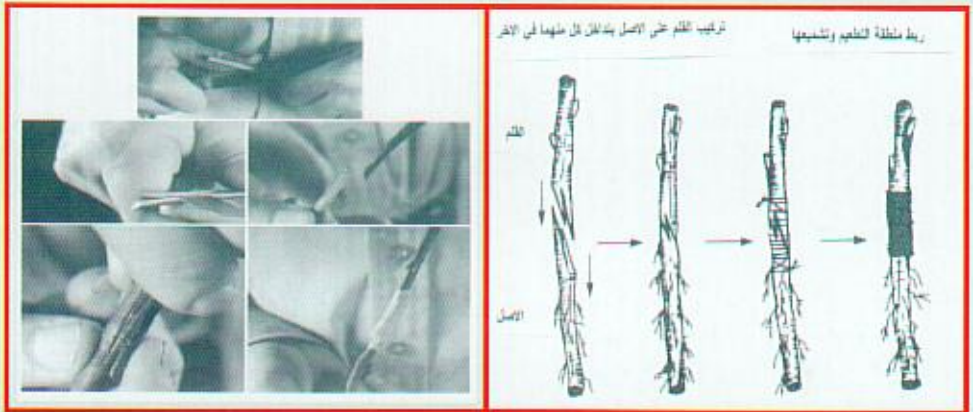 ربط منطقة التطعيم وتشميعها
تركيب القلم على الاصل بتداخل كل منهما في الاخر
القلم
الاصل